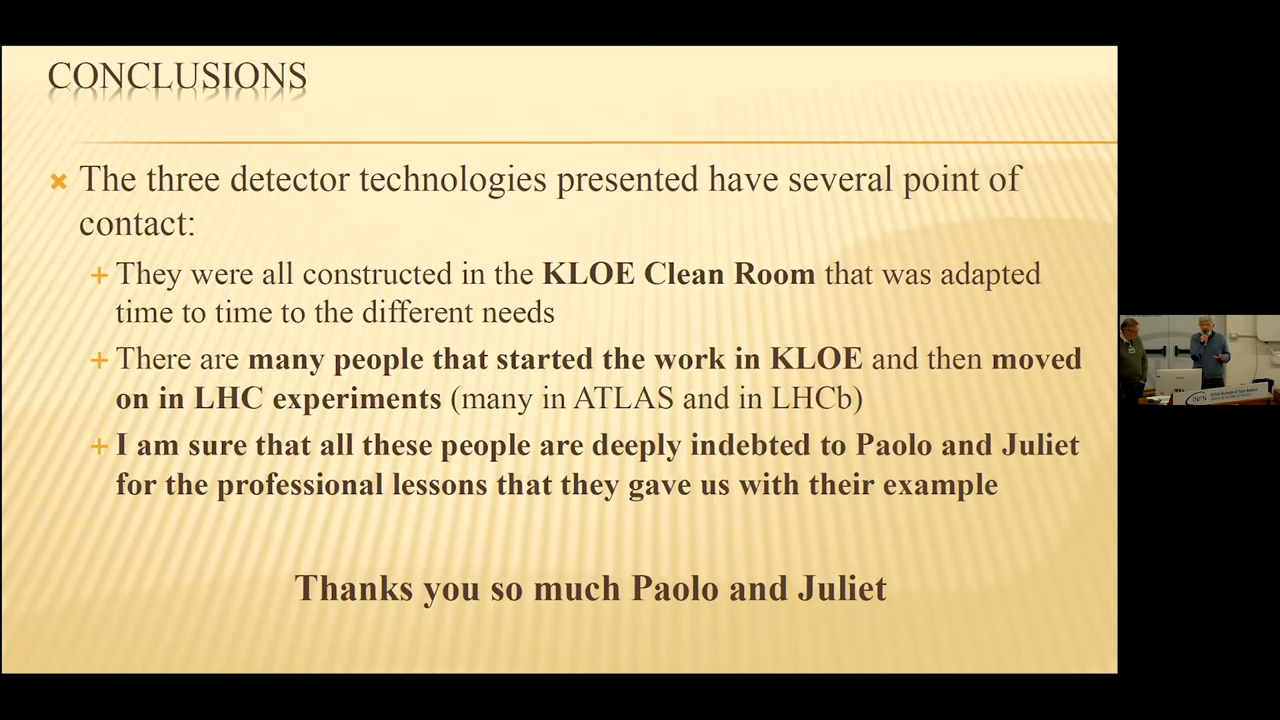 CONCLUSIONS
The three detector technologies presented have several point of
contact:
They were all constructed in the KLOE Clean Room that was adapted
time to time to the different needs
There are many people that started the work in KLOE and then moved
on in LHC experiments (many in ATLAS and in LHCb)
I am sure that all these people are deeply indebted to Paolo and Juliet
for the professional lessons that they gave us with their example
Thanks you so much Paolo and Juliet
INFN